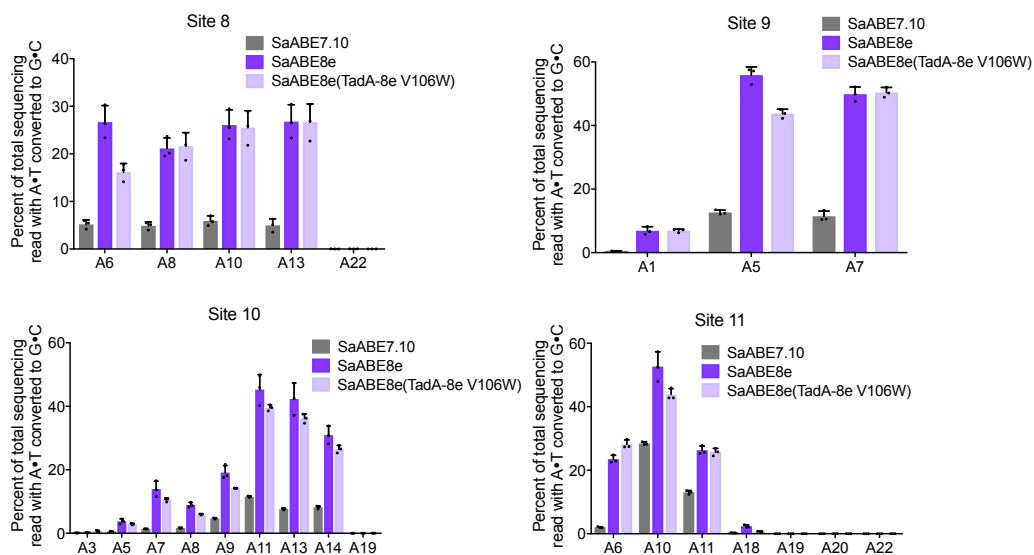 Site 8
SaABE7.10
SaABE8e
SaABE8e(TadA-8e V106W)
Percent of total sequencing
read with A•T converted to G•C
40
30
20
10
0
A6 A8 A10 A13 A22
Site 9
SaABE7.10
SaABE8e
SaABE8e(TadA-8e V106W)
Percent of total sequencing
read with A•T converted to G•C
60
40
20
0
A1 A5 A7
Site 10
SaABE7.10
SaABE8e
SaABE8e(TadA-8e V106W)
Percent of total sequencing
read with A•T converted to G•C
60
40
20
0
A3 A5 A7 A8 A9 A11 A13 A14 A19
Site 11
SaABE7.10
SaABE8e
SaABE8e(TadA-8e V106W)
Percent of total sequencing
read with A•T converted to G•C
60
40
20
0
A6 A10 A11 A18 A19 A20 A22